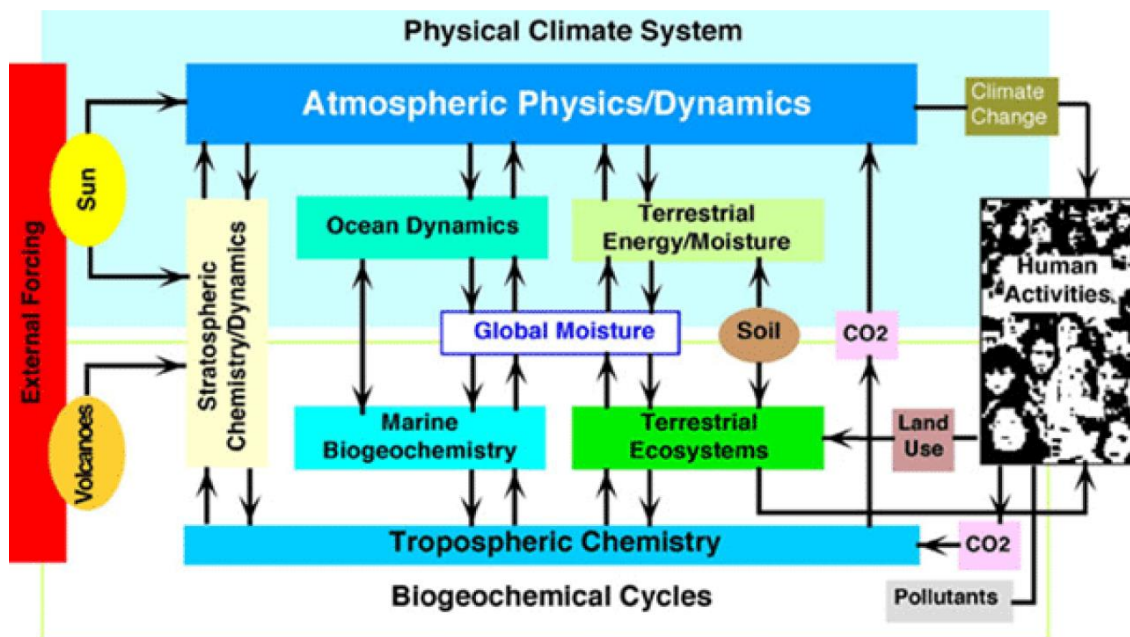 Physical Climate System
Atmospheric Physics/Dynamics
Climate
Change
External Forcing
Sun
Volcanoes
Stratospheric
Chemistry/Dynamics
Ocean Dynamics
Terrestrial
Energy/Moisture
Human
Activities
Global Moisture
Soil
CO2
Marine
Biogeochemistry
Terrestrial
Ecosystems
Land
Use
Tropospheric Chemistry
CO2
Biogeochemical Cycles
Pollutants